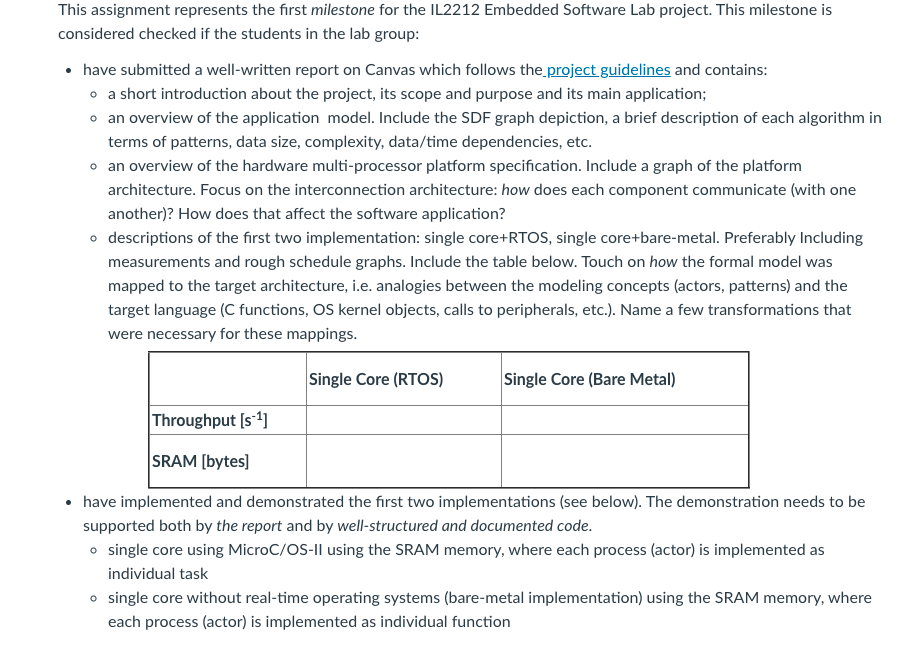 This assignment represents the first milestone for the IL2212 Embedded Software Lab project. This milestone is
considered checked if the students in the lab group:
• have submitted a well-written report on Canvas which follows the project guidelines and contains:
○ a short introduction about the project, its scope and purpose and its main application;
○ an overview of the application model. Include the SDF graph depiction, a brief description of each algorithm in
terms of patterns, data size, complexity, data/time dependencies, etc.
○ an overview of the hardware multi-processor platform specification. Include a graph of the platform
architecture. Focus on the interconnection architecture: how does each component communicate (with one
another)? How does that affect the software application?
○ descriptions of the first two implementation: single core+RTOS, single core+bare-metal. Preferably Including
measurements and rough schedule graphs. Include the table below. Touch on how the formal model was
mapped to the target architecture, i.e. analogies between the modeling concepts (actors, patterns) and the
target language (C functions, OS kernel objects, calls to peripherals, etc.). Name a few transformations that
were necessary for these mappings.
Single Core (RTOS) Single Core (Bare Metal)
Throughput [s⁻¹]
SRAM [bytes]
• have implemented and demonstrated the first two implementations (see below). The demonstration needs to be
supported both by the report and by well-structured and documented code.
○ single core using MicroC/OS-II using the SRAM memory, where each process (actor) is implemented as
individual task
○ single core without real-time operating systems (bare-metal implementation) using the SRAM memory, where
each process (actor) is implemented as individual function